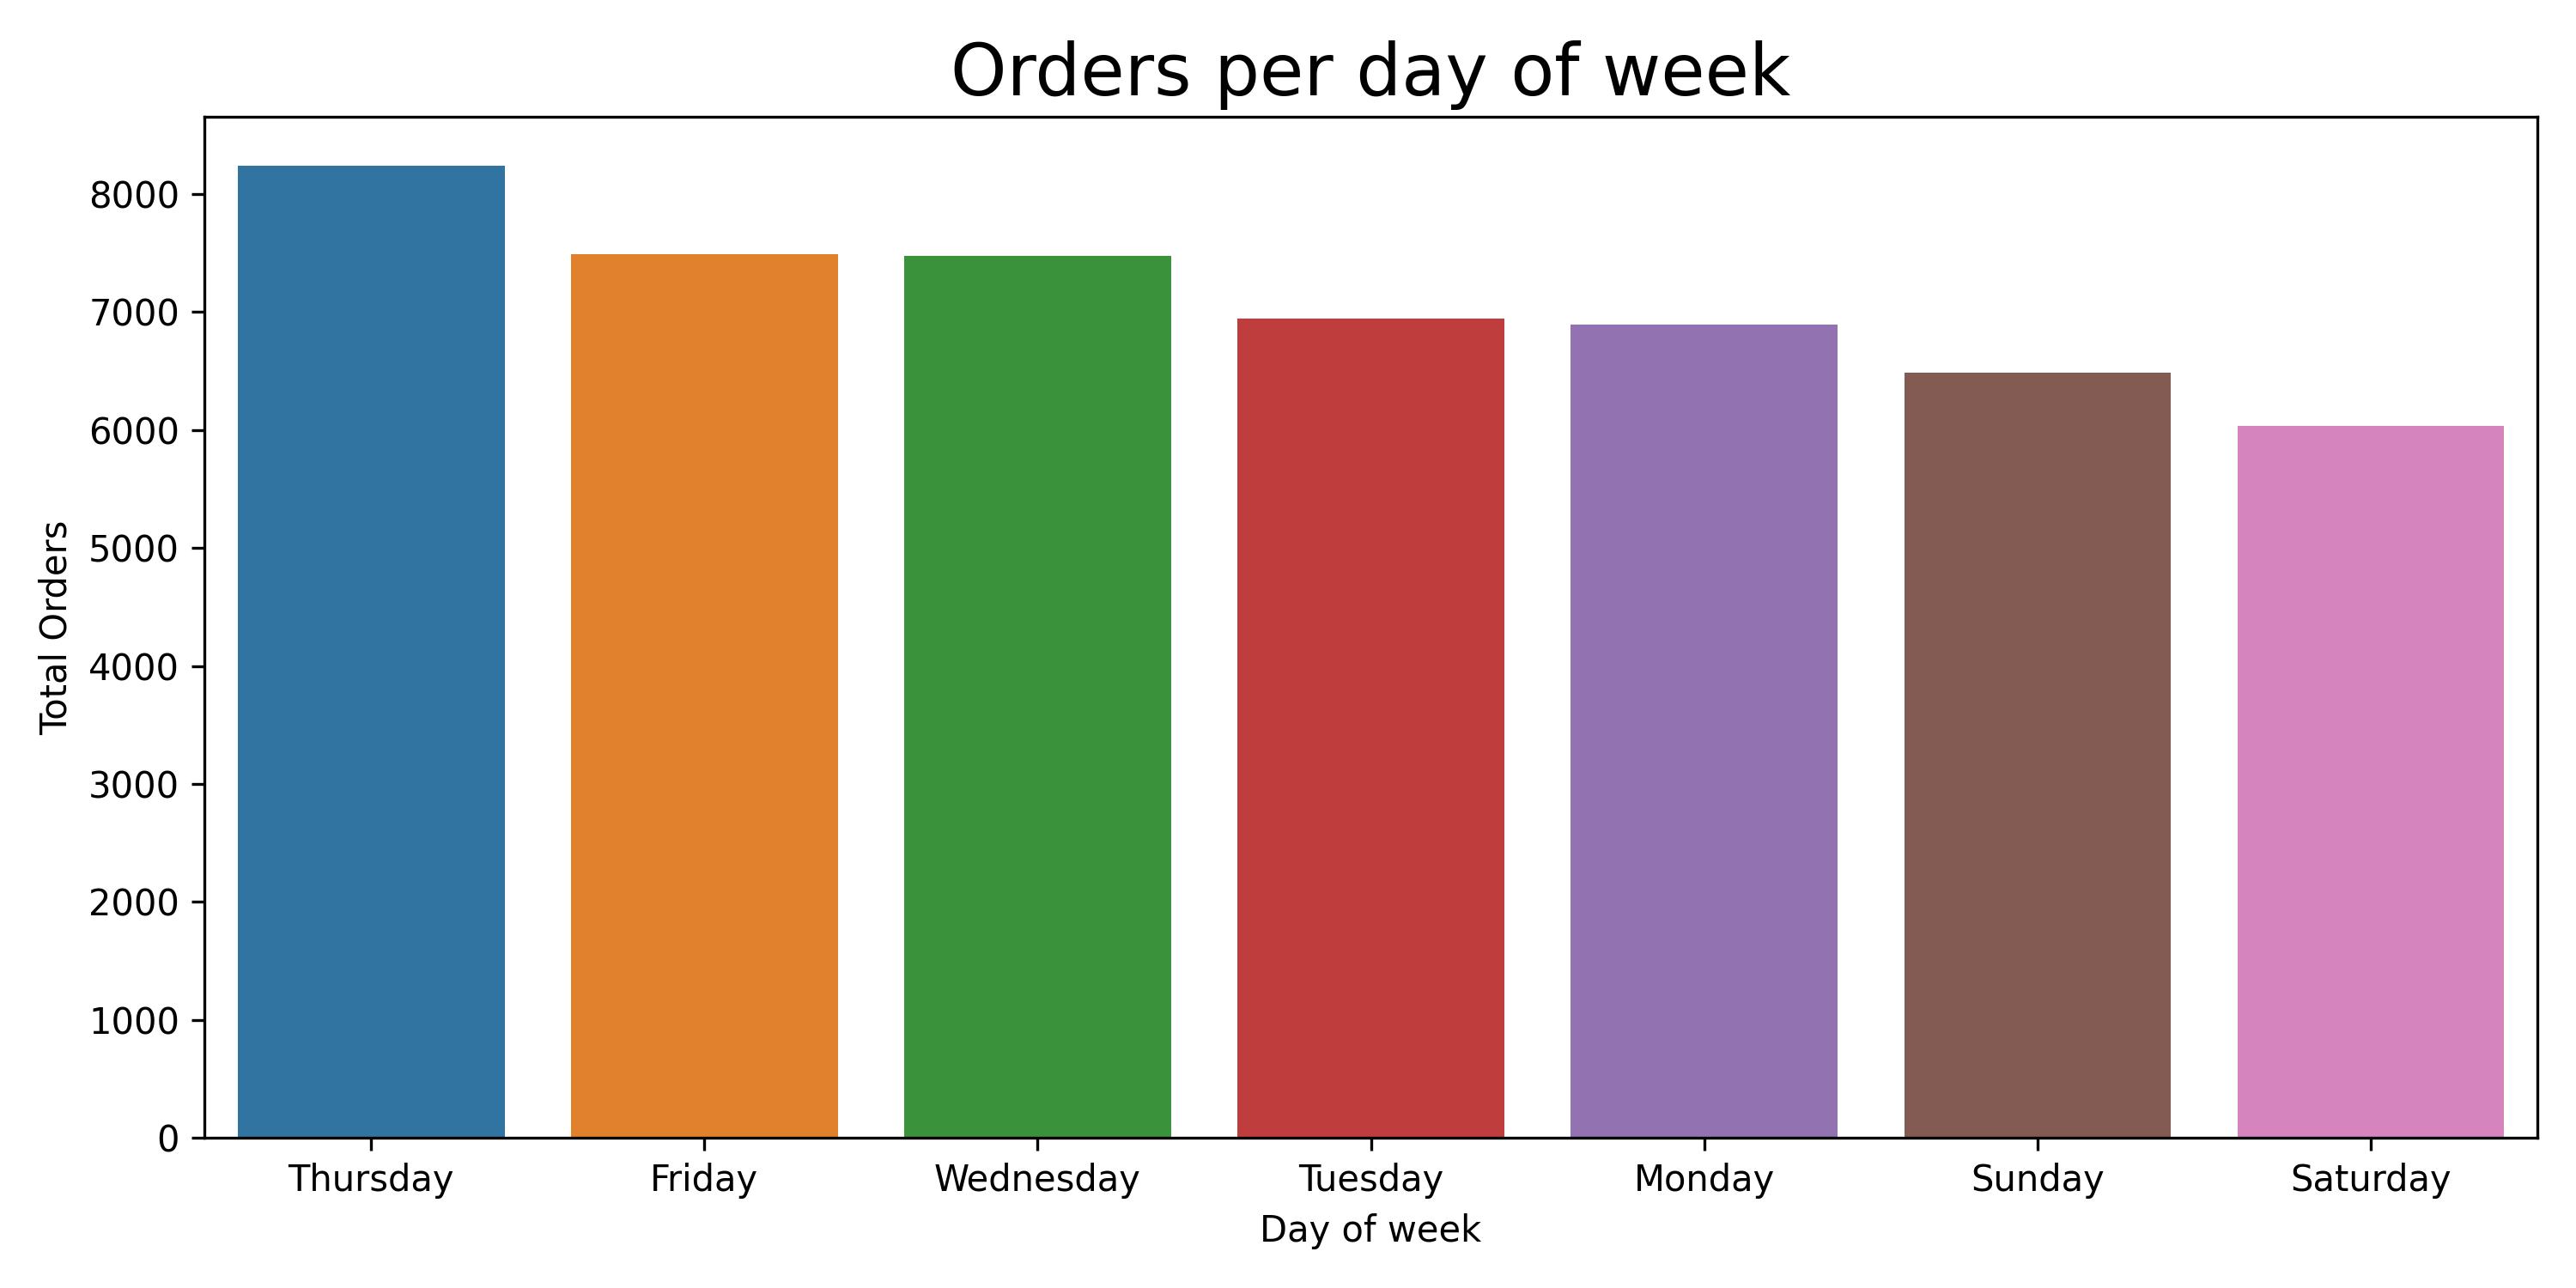 Orders per day of week
Total Orders
8000
7000
6000
5000
4000
3000
2000
1000
0
Thursday Friday Wednesday Tuesday Monday Sunday Saturday
Day of week